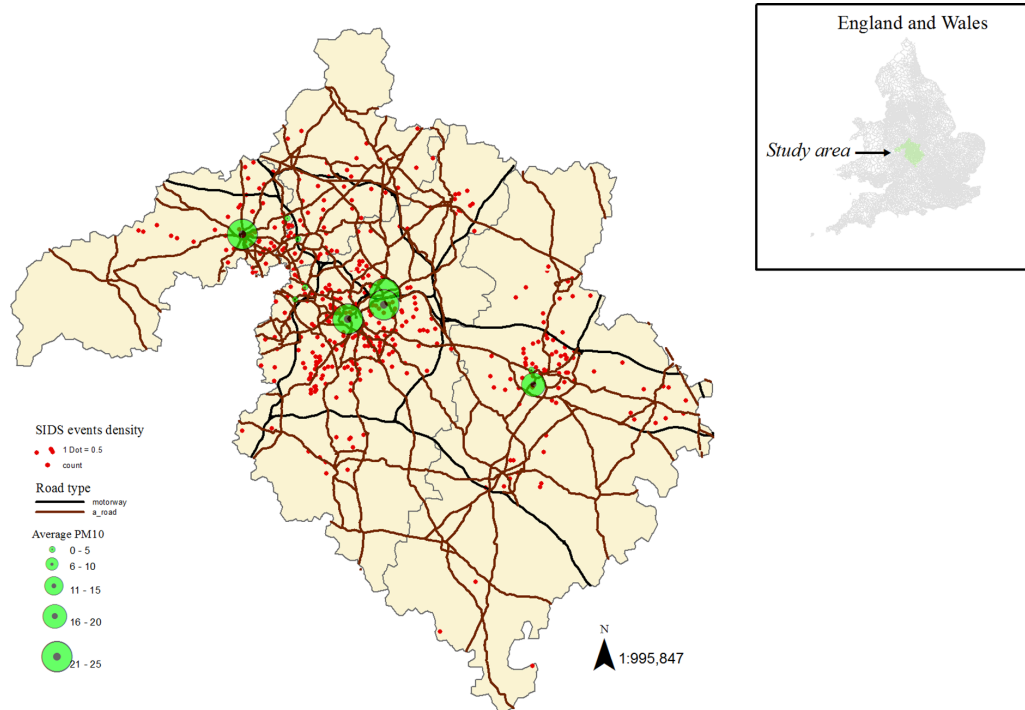 England and Wales
Study area
SIDS events density
1 Dot = 0.5
count
Road type
motorway
a_road
Average PM10
0 - 5
6 - 10
11 - 15
16 - 20
21 - 25
N
1:995,847